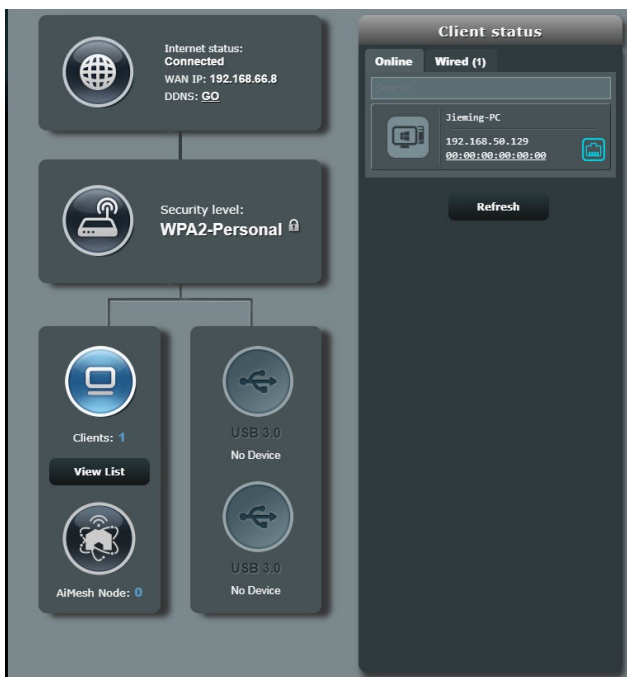 Internet status:
Connected
WAN IP: 192.168.66.8
DDNS: GO
Security level:
WPA2-Personal
Clients: 1
View List
AiMesh Node: 0
USB 3.0
No Device
USB 3.0
No Device
Client status
Online Wired (1)
Search
Jieming-PC
192.168.50.129
00:00:00:00:00:00
Refresh